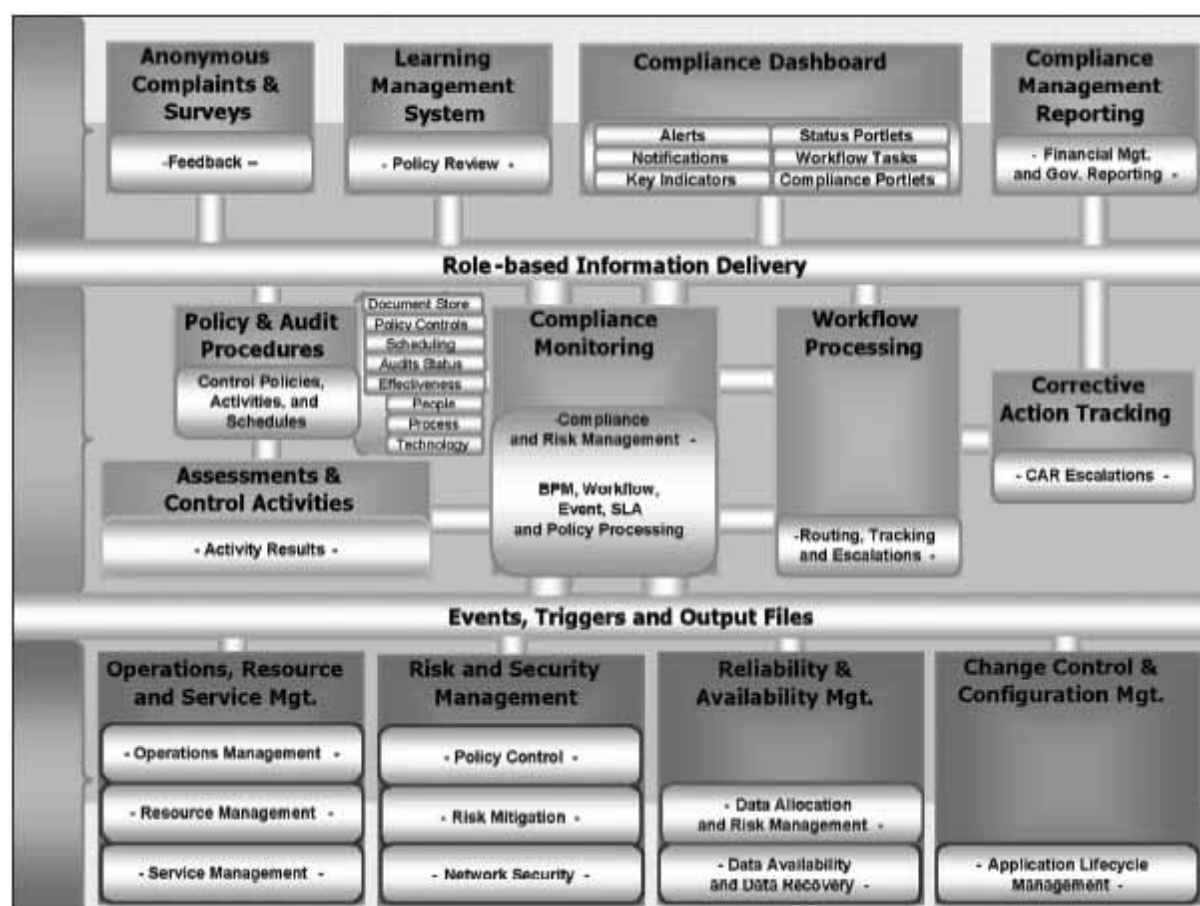 Anonymous
Complaints &
Surveys
-Feedback –
Learning
Management
System
- Policy Review -
Compliance Dashboard
Alerts
Status Portlets
Notifications
Workflow Tasks
Key Indicators
Compliance Portlets
Compliance
Management
Reporting
- Financial Mgt.
and Gov. Reporting -
Role-based Information Delivery
Policy & Audit
Procedures
Control Policies,
Activities, and
Schedules
Document Store
Policy Controls
Scheduling
Audits Status
Effectiveness
People
Process
Technology
Assessments &
Control Activities
- Activity Results -
Compliance
Monitoring
-Compliance
and Risk Management -
BPM, Workflow,
Event, SLA
and Policy Processing
Workflow
Processing
-Routing, Tracking
and Escalations -
Corrective
Action Tracking
- CAR Escalations -
Events, Triggers and Output Files
Operations, Resource
and Service Mgt.
- Operations Management -
- Resource Management -
- Service Management -
Risk and Security
Management
- Policy Control -
- Risk Mitigation -
- Network Security -
Reliability &
Availability Mgt.
- Data Allocation
and Risk Management -
- Data Availability
and Data Recovery -
Change Control &
Configuration Mgt.
- Application Lifecycle
Management -